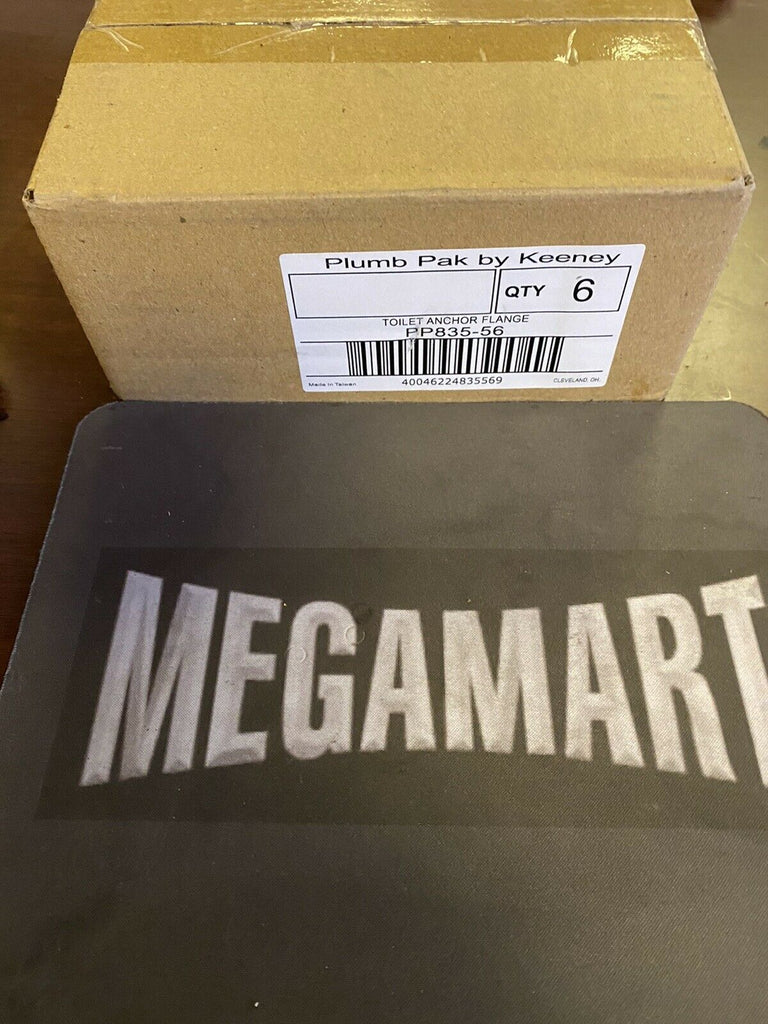 Plumb Pak by Keeney
QTY 6
TOILET ANCHOR FLANGE
PP835-56
Made in Taiwan 40046224835569 CLEVELAND, OH.
MEGAMART